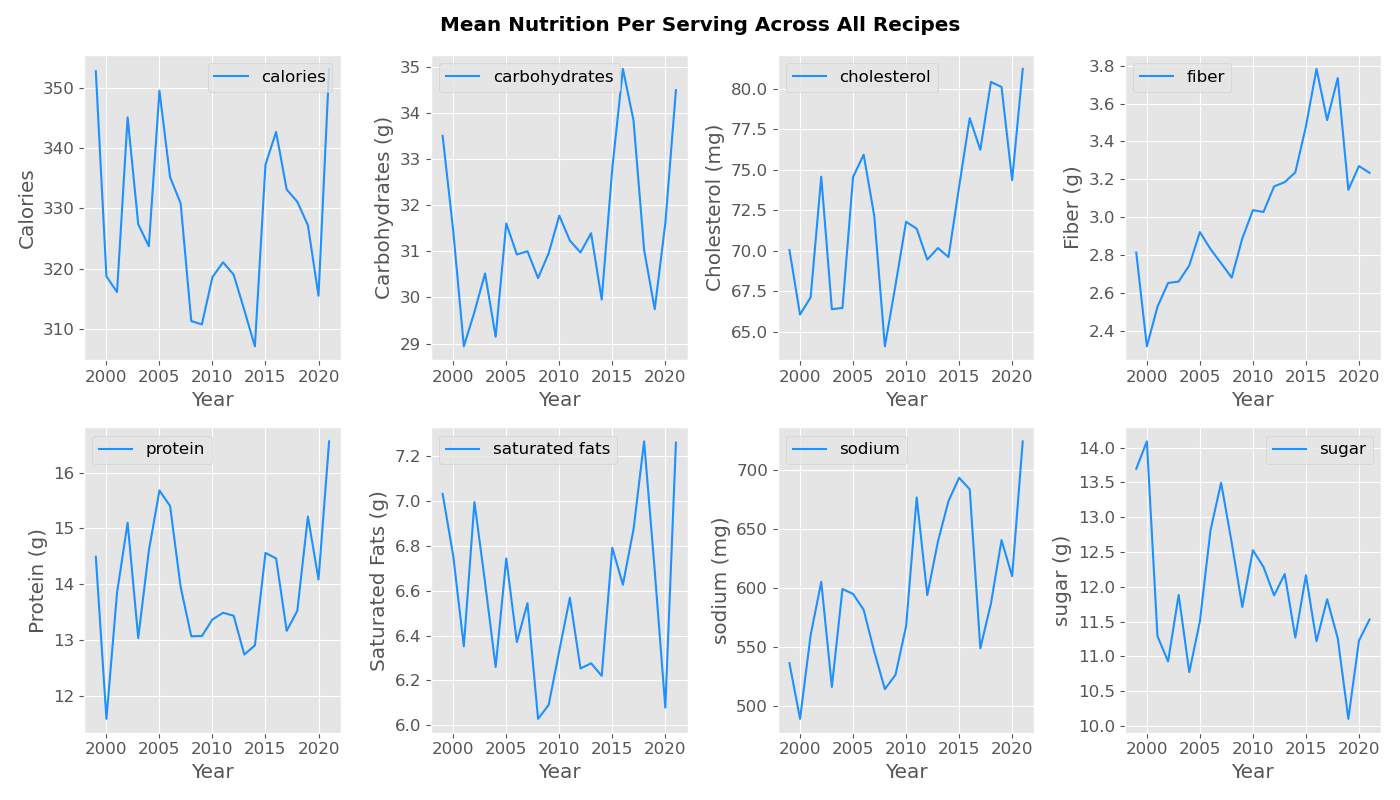 Mean Nutrition Per Serving Across All Recipes
calories
350
340
330
320
310
Calories
2000 2005 2010 2015 2020
Year
carbohydrates
35
34
33
32
31
30
29
Carbohydrates (g)
2000 2005 2010 2015 2020
Year
cholesterol
80.0
77.5
75.0
72.5
70.0
67.5
65.0
Cholesterol (mg)
2000 2005 2010 2015 2020
Year
fiber
3.8
3.6
3.4
3.2
3.0
2.8
2.6
2.4
Fiber (g)
2000 2005 2010 2015 2020
Year
protein
16
15
14
13
12
Protein (g)
2000 2005 2010 2015 2020
Year
saturated fats
7.2
7.0
6.8
6.6
6.4
6.2
6.0
Saturated Fats (g)
2000 2005 2010 2015 2020
Year
sodium
700
650
600
550
500
sodium (mg)
2000 2005 2010 2015 2020
Year
sugar
14.0
13.5
13.0
12.5
12.0
11.5
11.0
10.5
10.0
sugar (g)
2000 2005 2010 2015 2020
Year